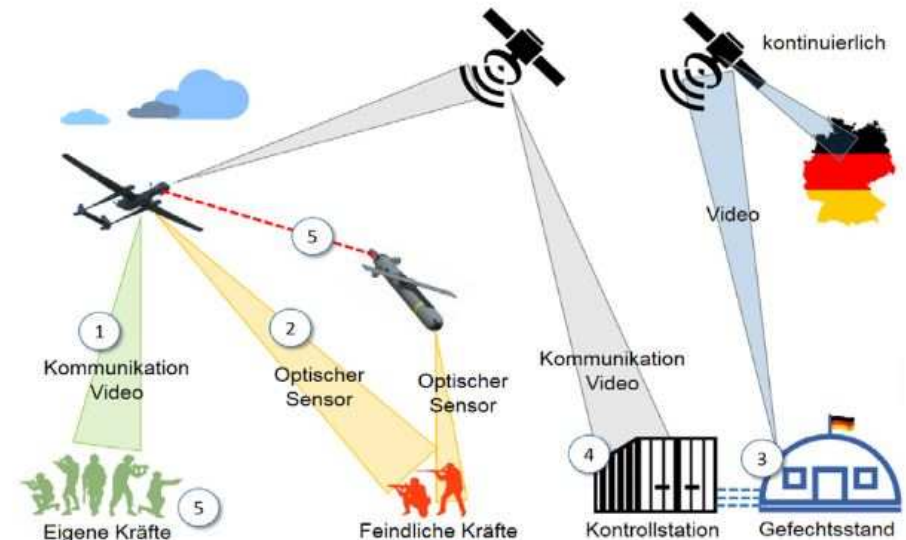 kontinuierlich
Video
5
1
Kommunikation
Video
2
Optischer
Sensor
Optischer
Sensor
Kommunikation
Video
4
3
5
Eigene Kräfte
Feindliche Kräfte
Kontrollstation
Gefechtsstand